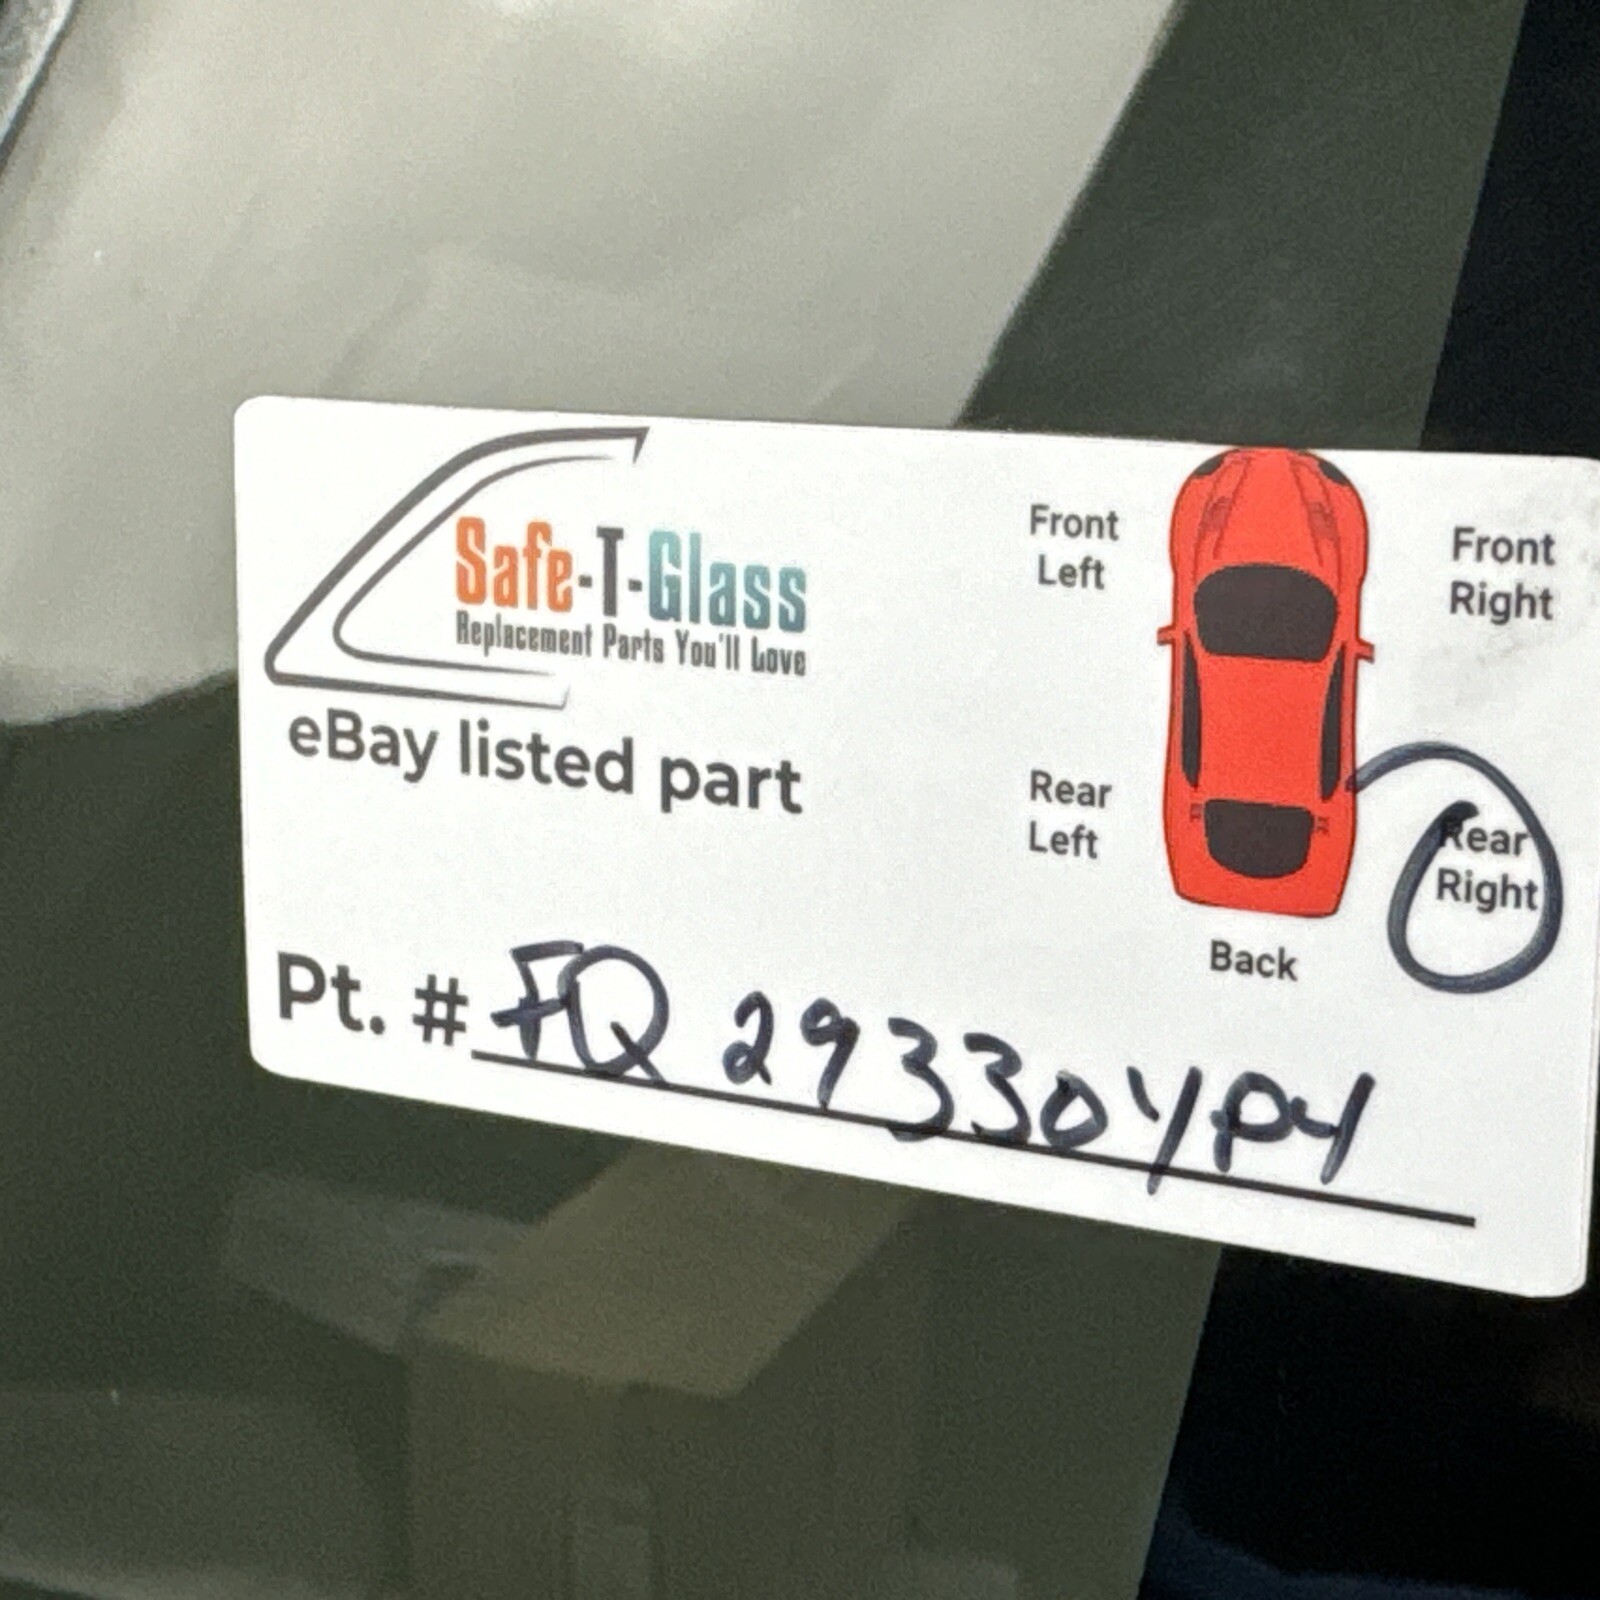 Safe-T-Glass
Replacement Parts You'll Love
eBay listed part
Front
Left
Front
Right
Rear
Left
Rear
Right
Back
Pt. # FQ 29330YPY